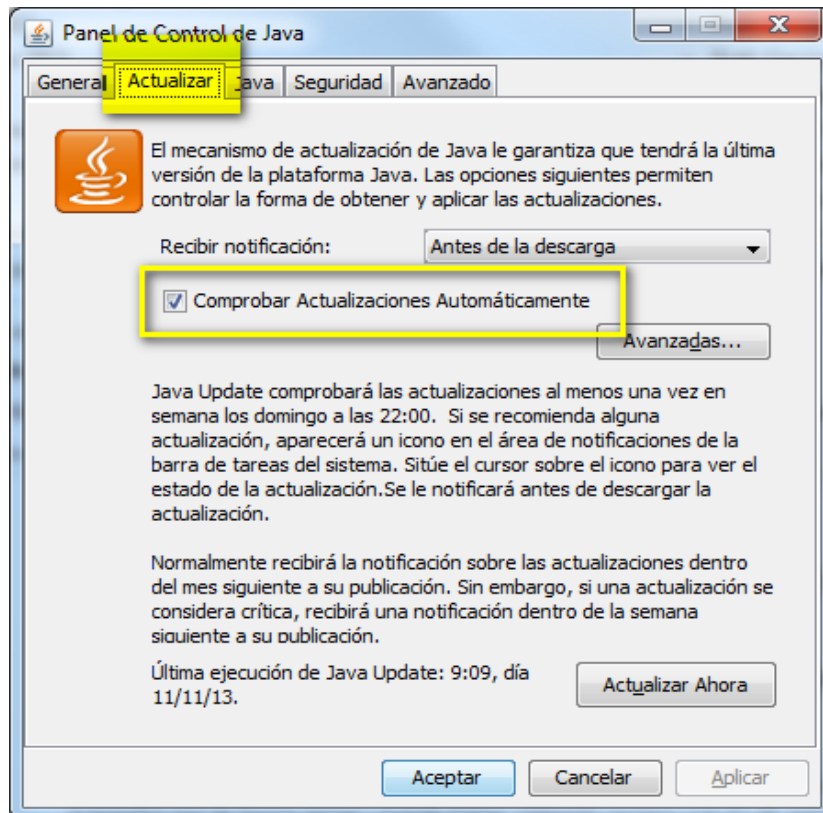 Panel de Control de Java
General Actualizar Java Seguridad Avanzado
El mecanismo de actualización de Java le garantiza que tendrá la última
versión de la plataforma Java. Las opciones siguientes permiten
controlar la forma de obtener y aplicar las actualizaciones.
Recibir notificación: Antes de la descarga
Comprobar Actualizaciones Automáticamente
Avanzadas...
Java Update comprobará las actualizaciones al menos una vez en
semana los domingo a las 22:00. Si se recomienda alguna
actualización, aparecerá un icono en el área de notificaciones de la
barra de tareas del sistema. Sitúe el cursor sobre el icono para ver el
estado de la actualización.Se le notificará antes de descargar la
actualización.
Normalmente recibirá la notificación sobre las actualizaciones dentro
del mes siguiente a su publicación. Sin embargo, si una actualización se
considera crítica, recibirá una notificación dentro de la semana
siguiente a su publicación.
Última ejecución de Java Update: 9:09, día
11/11/13.
Actualizar Ahora
Aceptar Cancelar Aplicar